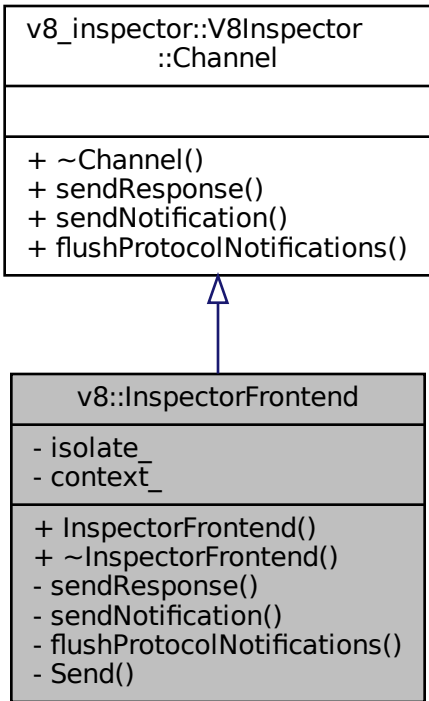 v8_inspector::V8Inspector
::Channel
+ ~Channel()
+ sendResponse()
+ sendNotification()
+ flushProtocolNotifications()
v8::InspectorFrontend
- isolate_
- context_
+ InspectorFrontend()
+ ~InspectorFrontend()
- sendResponse()
- sendNotification()
- flushProtocolNotifications()
- Send()